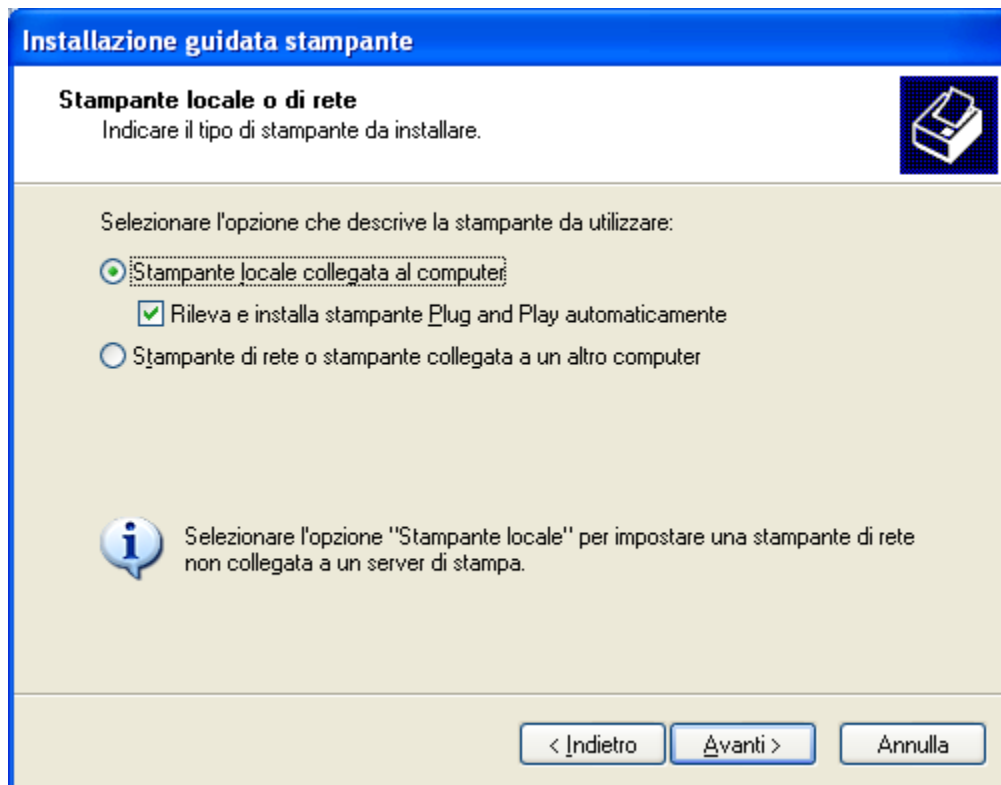 Installazione guidata stampante
Stampante locale o di rete
Indicare il tipo di stampante da installare.
Selezionare l'opzione che descrive la stampante da utilizzare:
Stampante locale collegata al computer
Rileva e installa stampante Plug and Play automaticamente
Stampante di rete o stampante collegata a un altro computer
Selezionare l'opzione "Stampante locale" per impostare una stampante di rete
non collegata a un server di stampa.
< Indietro
Avanti >
Annulla